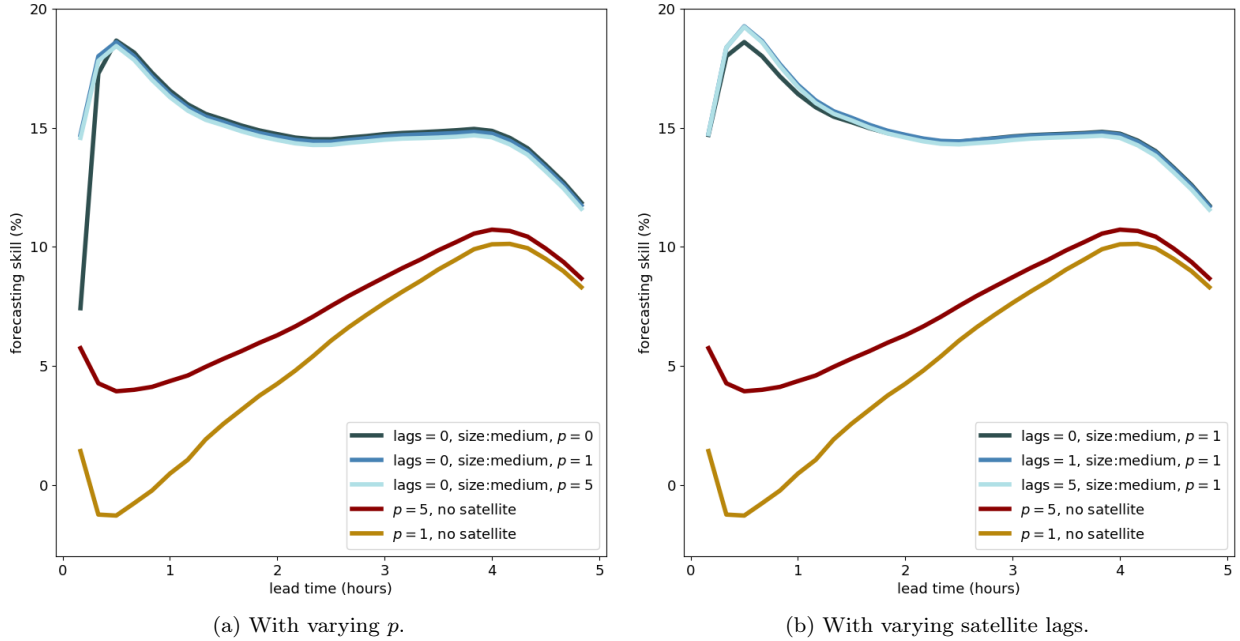 20
15
10
5
0
forecasting skill (%)
lags = 0, size:medium, p = 0
lags = 0, size:medium, p = 1
lags = 0, size:medium, p = 5
p = 5, no satellite
p = 1, no satellite
0 1 2 3 4 5
lead time (hours)
(a) With varying p.
20
15
10
5
0
forecasting skill (%)
lags = 0, size:medium, p = 1
lags = 1, size:medium, p = 1
lags = 5, size:medium, p = 1
p = 5, no satellite
p = 1, no satellite
0 1 2 3 4 5
lead time (hours)
(b) With varying satellite lags.